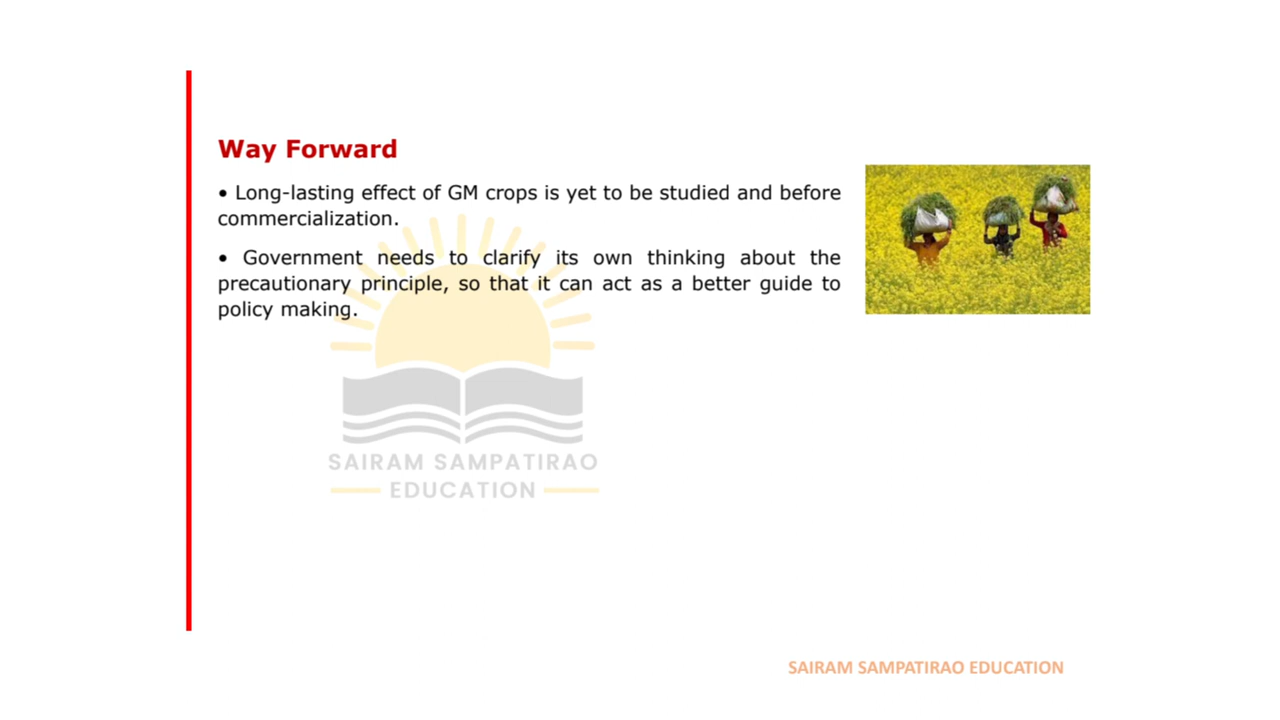 Way Forward
• Long-lasting effect of GM crops is yet to be studied and before
commercialization.
• Government needs to clarify its own thinking about the
precautionary principle, so that it can act as a better guide to
policy making.
SAIRAM SAMPATIRAO
EDUCATION
SAIRAM SAMPATIRAO EDUCATION